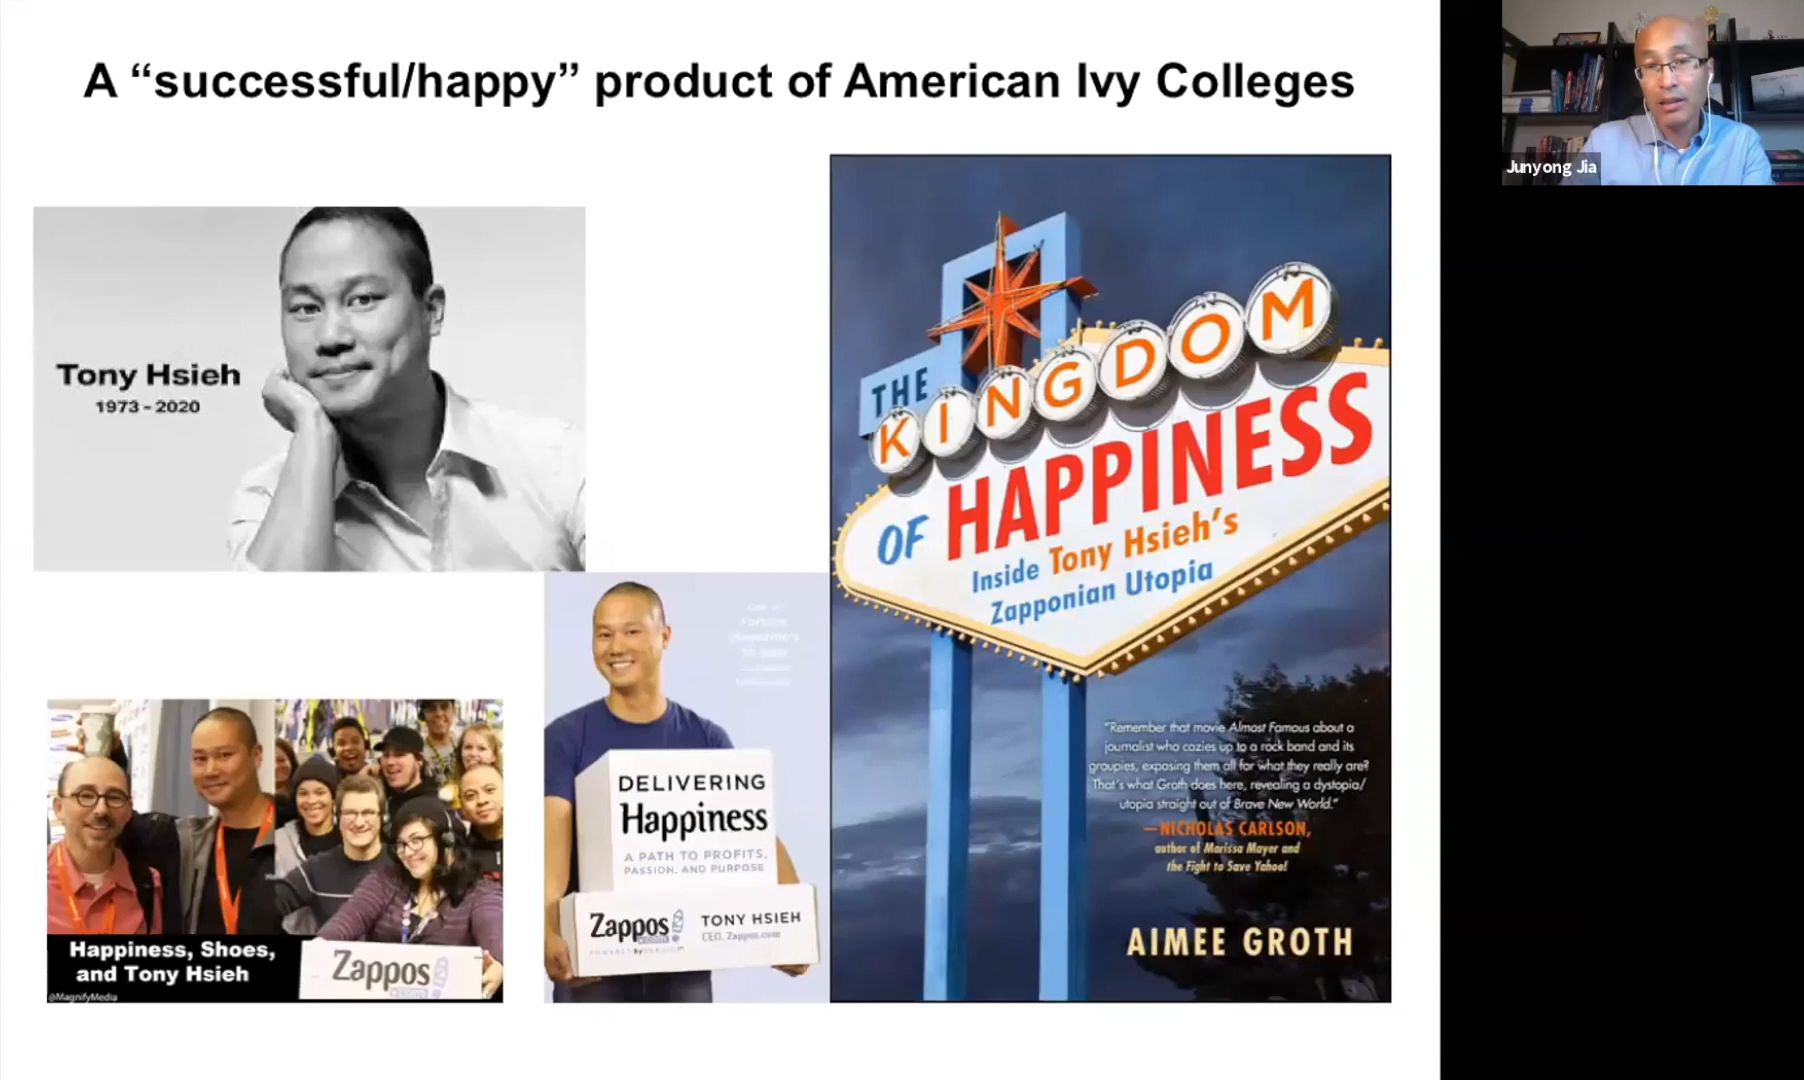 A “successful/happy” product of American Ivy Colleges
Junyong Jia
Tony Hsieh
1973 - 2020
THE
KINGDOM
OF HAPPINESS
Inside Tony Hsieh's
Zapponian Utopia
"Remember that movie Almost Famous about a
journalist who cozies up to a rock band and its
groupies, exposing them all for what they really are?
That's what Groth does here, revealing a dystopia/
utopia straight out of Brave New World."
—NICHOLAS CARLSON,
author of Marissa Mayer and
the Fight to Save Yahoo!
AIMEE GROTH
DELIVERING
Happiness
A PATH TO PROFITS,
PASSION, AND PURPOSE
Zappos
.com
TONY HSIEH
CEO, Zappos.com
Happiness, Shoes,
and Tony Hsieh
Zappos
.com
@MagnifyMedia